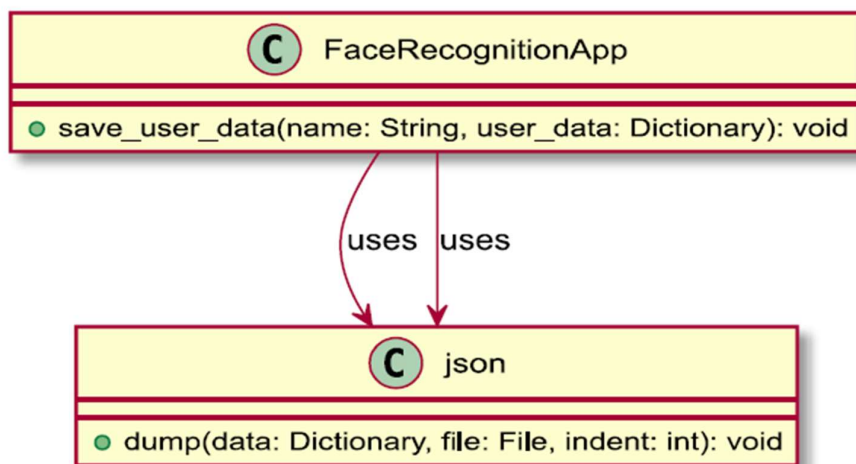 C FaceRecognitionApp
save_user_data(name: String, user_data: Dictionary): void
uses uses
C json
dump(data: Dictionary, file: File, indent: int): void